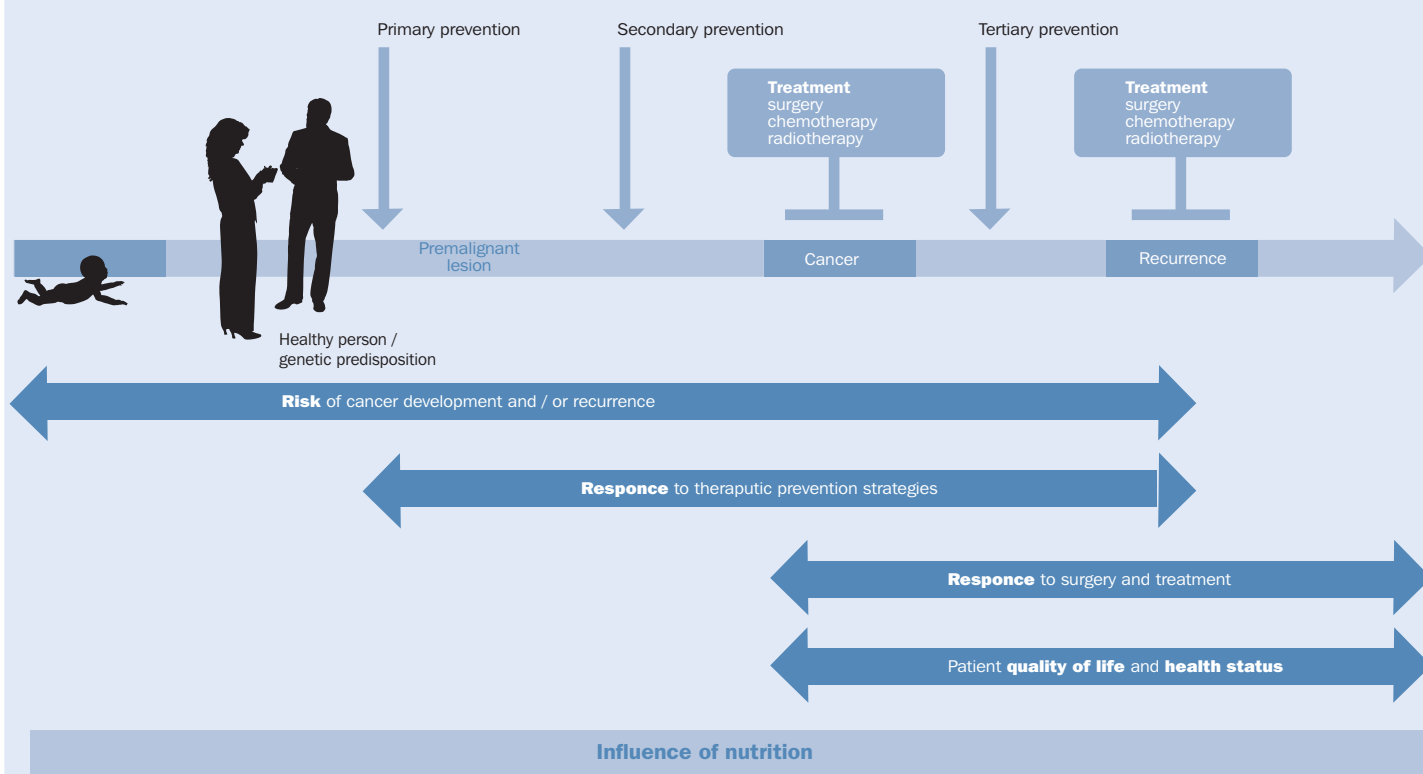 Primary prevention
Secondary prevention
Tertiary prevention
Treatment
surgery
chemotherapy
radiotherapy
Treatment
surgery
chemotherapy
radiotherapy
Premalignant
lesion
Cancer
Recurrence
Healthy person /
genetic predisposition
Risk of cancer development and / or recurrence
Responce to theraputic prevention strategies
Responce to surgery and treatment
Patient quality of life and health status
Influence of nutrition